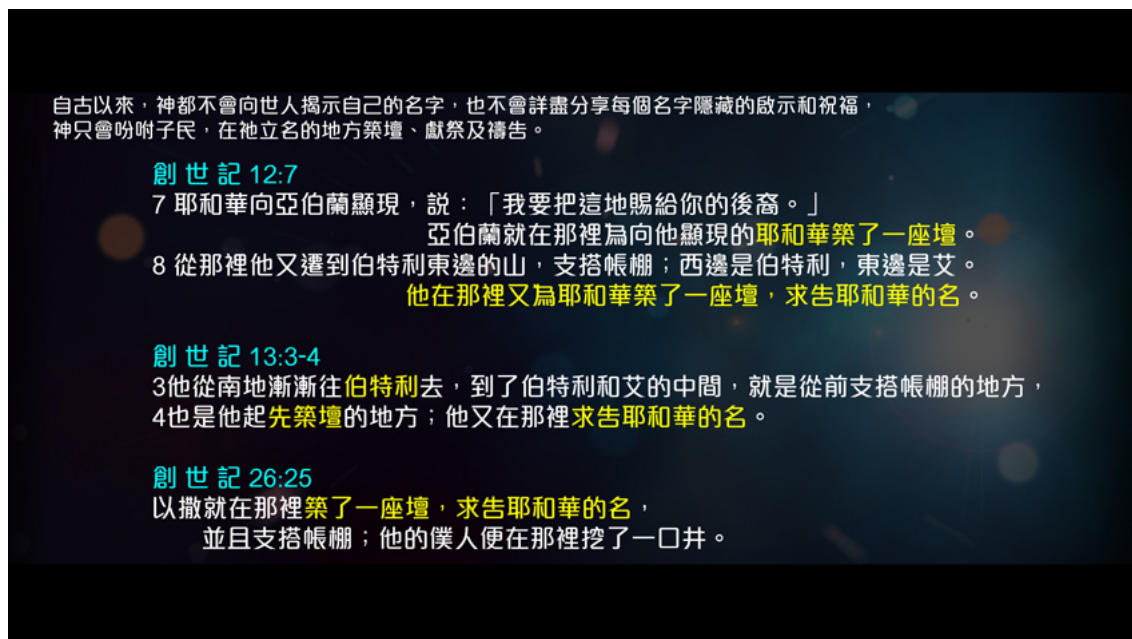 自古以來，神都不會向世人揭示自己的名字，也不會詳盡分享每個名字隱藏的啟示和祝福，
神只會吩咐子民，在祂立名的地方築壇、獻祭及禱告。
創 世 記 12:7
7 耶和華向亞伯蘭顯現，説：「我要把這地賜給你的後裔。」
亞伯蘭就在那裡為向他顯現的耶和華築了一座壇。
8 從那裡他又遷到伯特利東邊的山，支搭帳棚；西邊是伯特利，東邊是艾。
他在那裡又為耶和華築了一座壇，求告耶和華的名。
創 世 記 13:3-4
3他從南地漸漸往伯特利去，到了伯特利和艾的中間，就是從前支搭帳棚的地方，
4也是他起先築壇的地方；他又在那裡求告耶和華的名。
創 世 記 26:25
以撒就在那裡築了一座壇，求告耶和華的名，
並且支搭帳棚；他的僕人便在那裡挖了一口井。